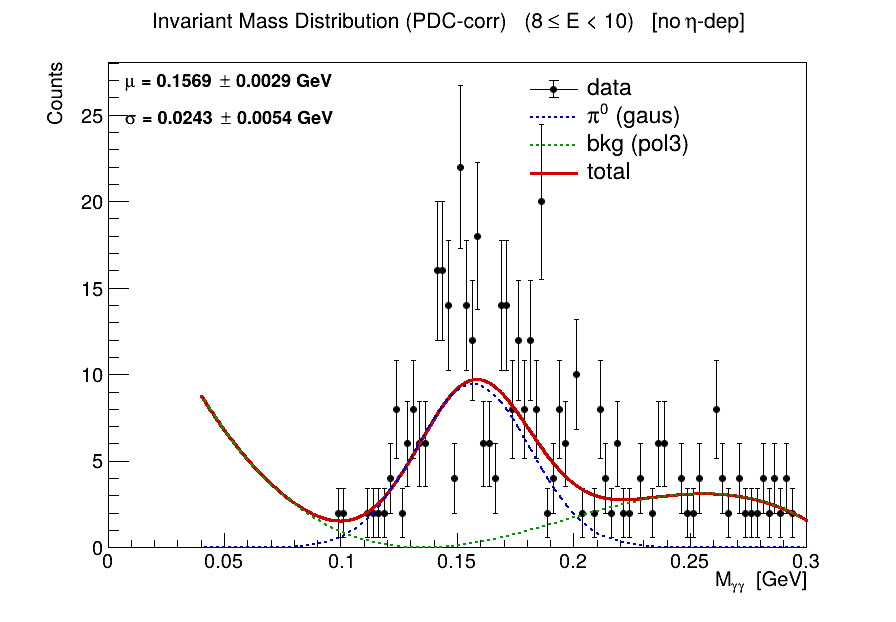 Invariant Mass Distribution (PDC-corr) (8 ≤ E < 10) [no η-dep]
Counts
μ = 0.1569 ± 0.0029 GeV
σ = 0.0243 ± 0.0054 GeV
data
π⁰ (gaus)
bkg (pol3)
total
25
20
15
10
5
0
0 0.05 0.1 0.15 0.2 0.25 0.3
Mγγ [GeV]